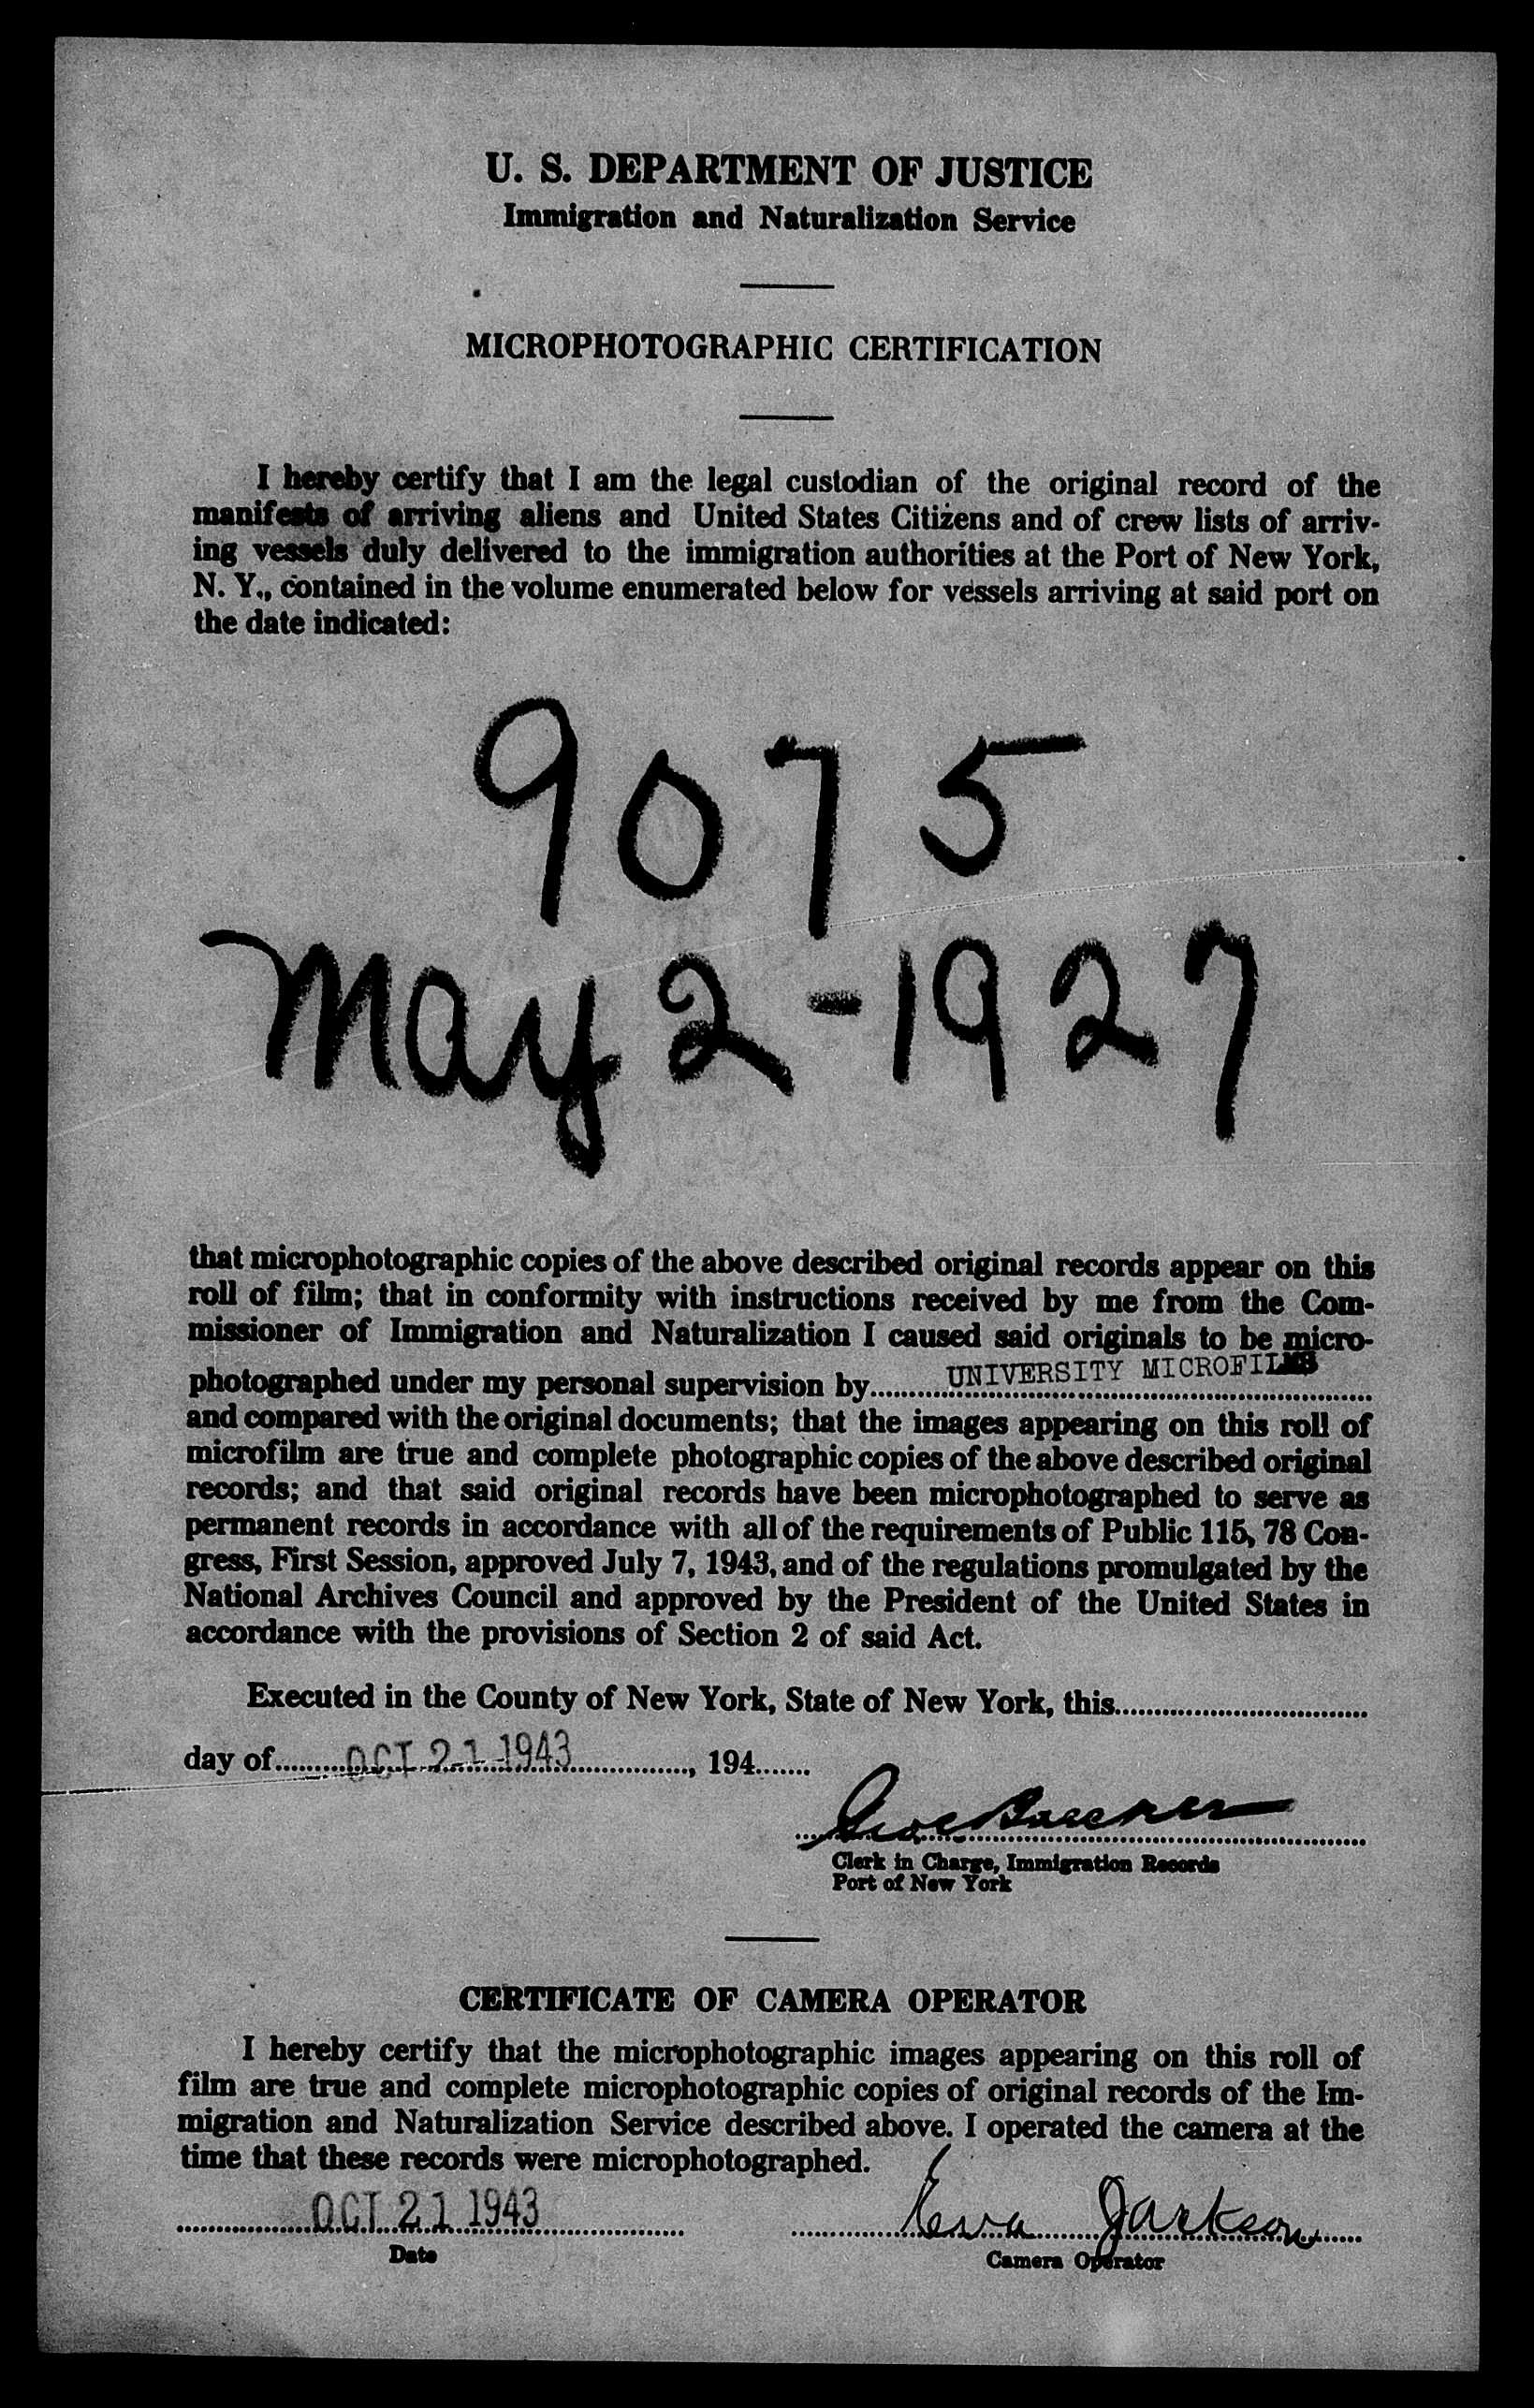 U. S. DEPARTMENT OF JUSTICE
Immigration and Naturalization Service
MICROPHOTOGRAPHIC CERTIFICATION
I hereby certify that I am the legal custodian of the original record of the
manifests of arriving aliens and United States Citizens and of crew lists of arriv-
ing vessels duly delivered to the immigration authorities at the Port of New York,
N. Y., contained in the volume enumerated below for vessels arriving at said port on
the date indicated:
9075
May 2-1927
that microphotographic copies of the above described original records appear on this
roll of film; that in conformity with instructions received by me from the Com-
missioner of Immigration and Naturalization I caused said originals to be micro-
photographed under my personal supervision by UNIVERSITY MICROFILMS
and compared with the original documents; that the images appearing on this roll of
microfilm are true and complete photographic copies of the above described original
records; and that said original records have been microphotographed to serve as
permanent records in accordance with all of the requirements of Public 115, 78 Con-
gress, First Session, approved July 7, 1943, and of the regulations promulgated by the
National Archives Council and approved by the President of the United States in
accordance with the provisions of Section 2 of said Act.
Executed in the County of New York, State of New York, this
day of OCT 21 1943, 194
Clerk in Charge, Immigration Records
Port of New York
CERTIFICATE OF CAMERA OPERATOR
I hereby certify that the microphotographic images appearing on this roll of
film are true and complete microphotographic copies of original records of the Im-
migration and Naturalization Service described above. I operated the camera at the
time that these records were microphotographed.
OCT 21 1943 Eva Jackson
Date Camera Operator